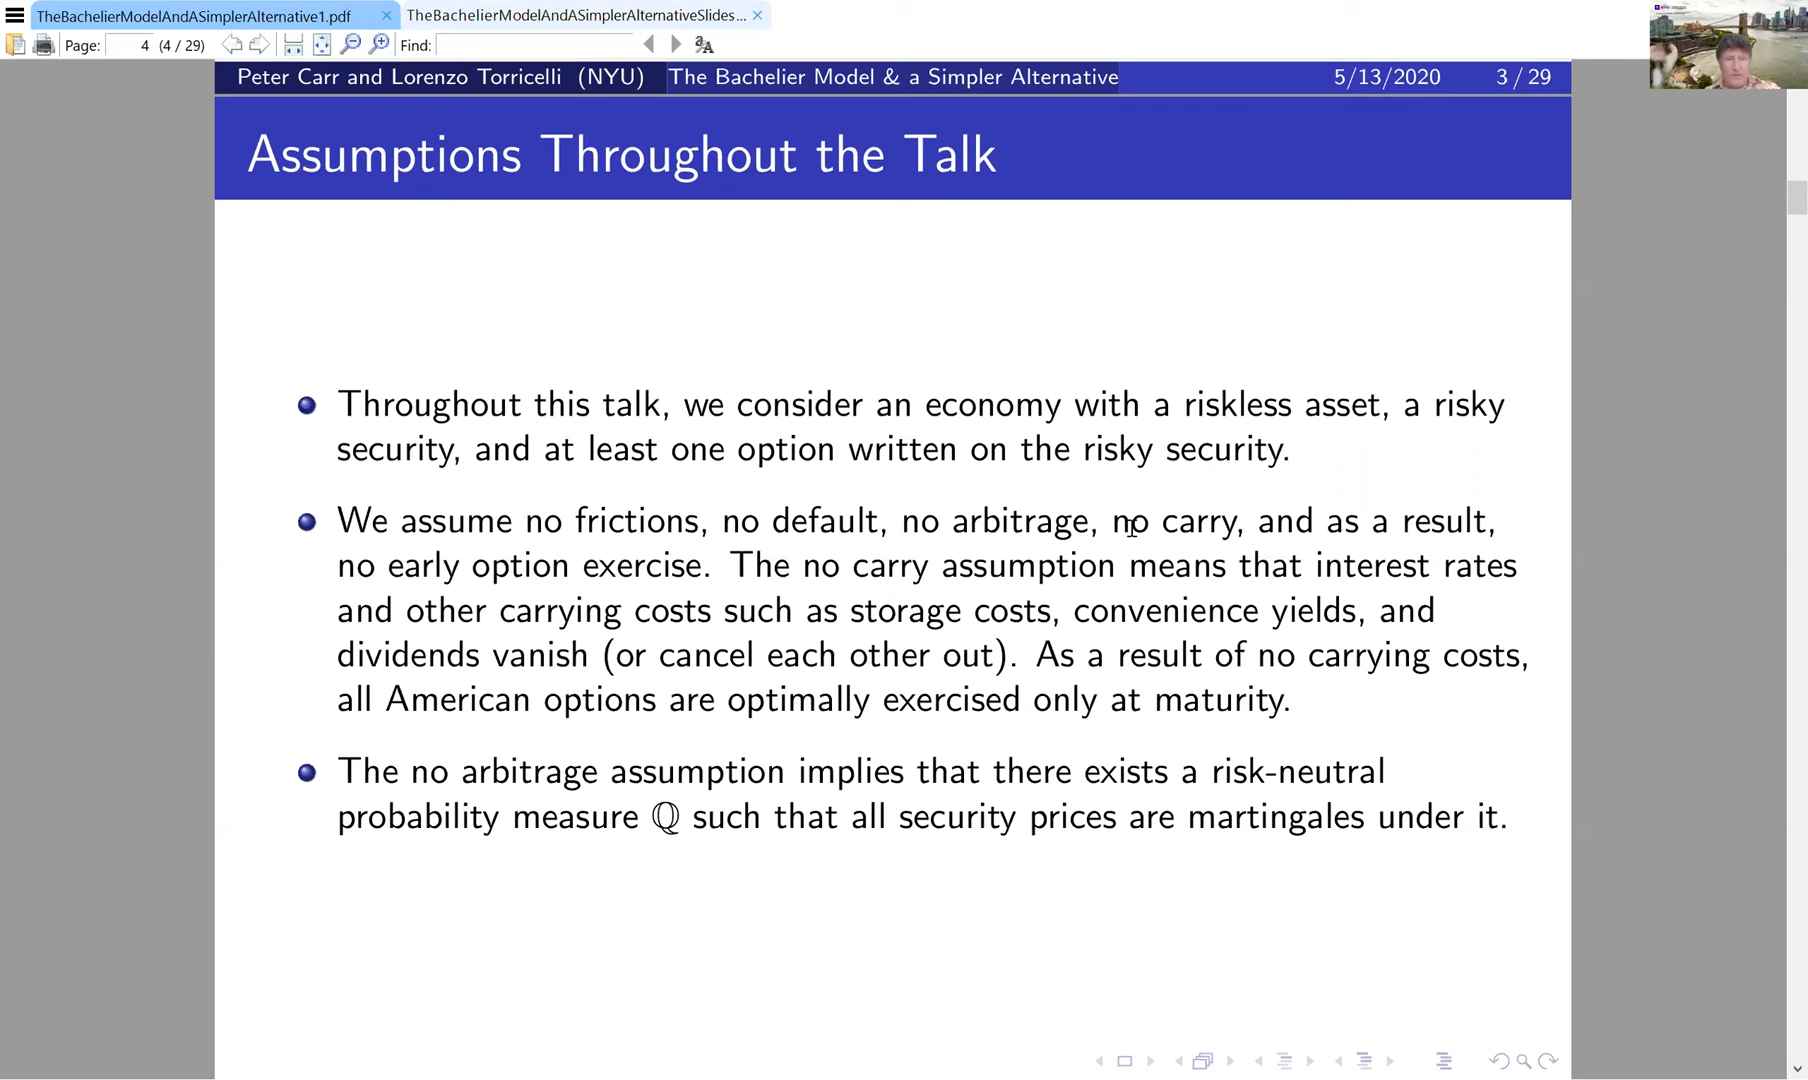 TheBachelierModelAndASimplerAlternative1.pdf
TheBachelierModelAndASimplerAlternativeSlides...
Page: 4 (4 / 29) Find:
Peter Carr and Lorenzo Torricelli (NYU) The Bachelier Model & a Simpler Alternative 5/13/2020 3 / 29
Assumptions Throughout the Talk
Throughout this talk, we consider an economy with a riskless asset, a risky
security, and at least one option written on the risky security.
We assume no frictions, no default, no arbitrage, no carry, and as a result,
no early option exercise. The no carry assumption means that interest rates
and other carrying costs such as storage costs, convenience yields, and
dividends vanish (or cancel each other out). As a result of no carrying costs,
all American options are optimally exercised only at maturity.
The no arbitrage assumption implies that there exists a risk-neutral
probability measure ℚ such that all security prices are martingales under it.